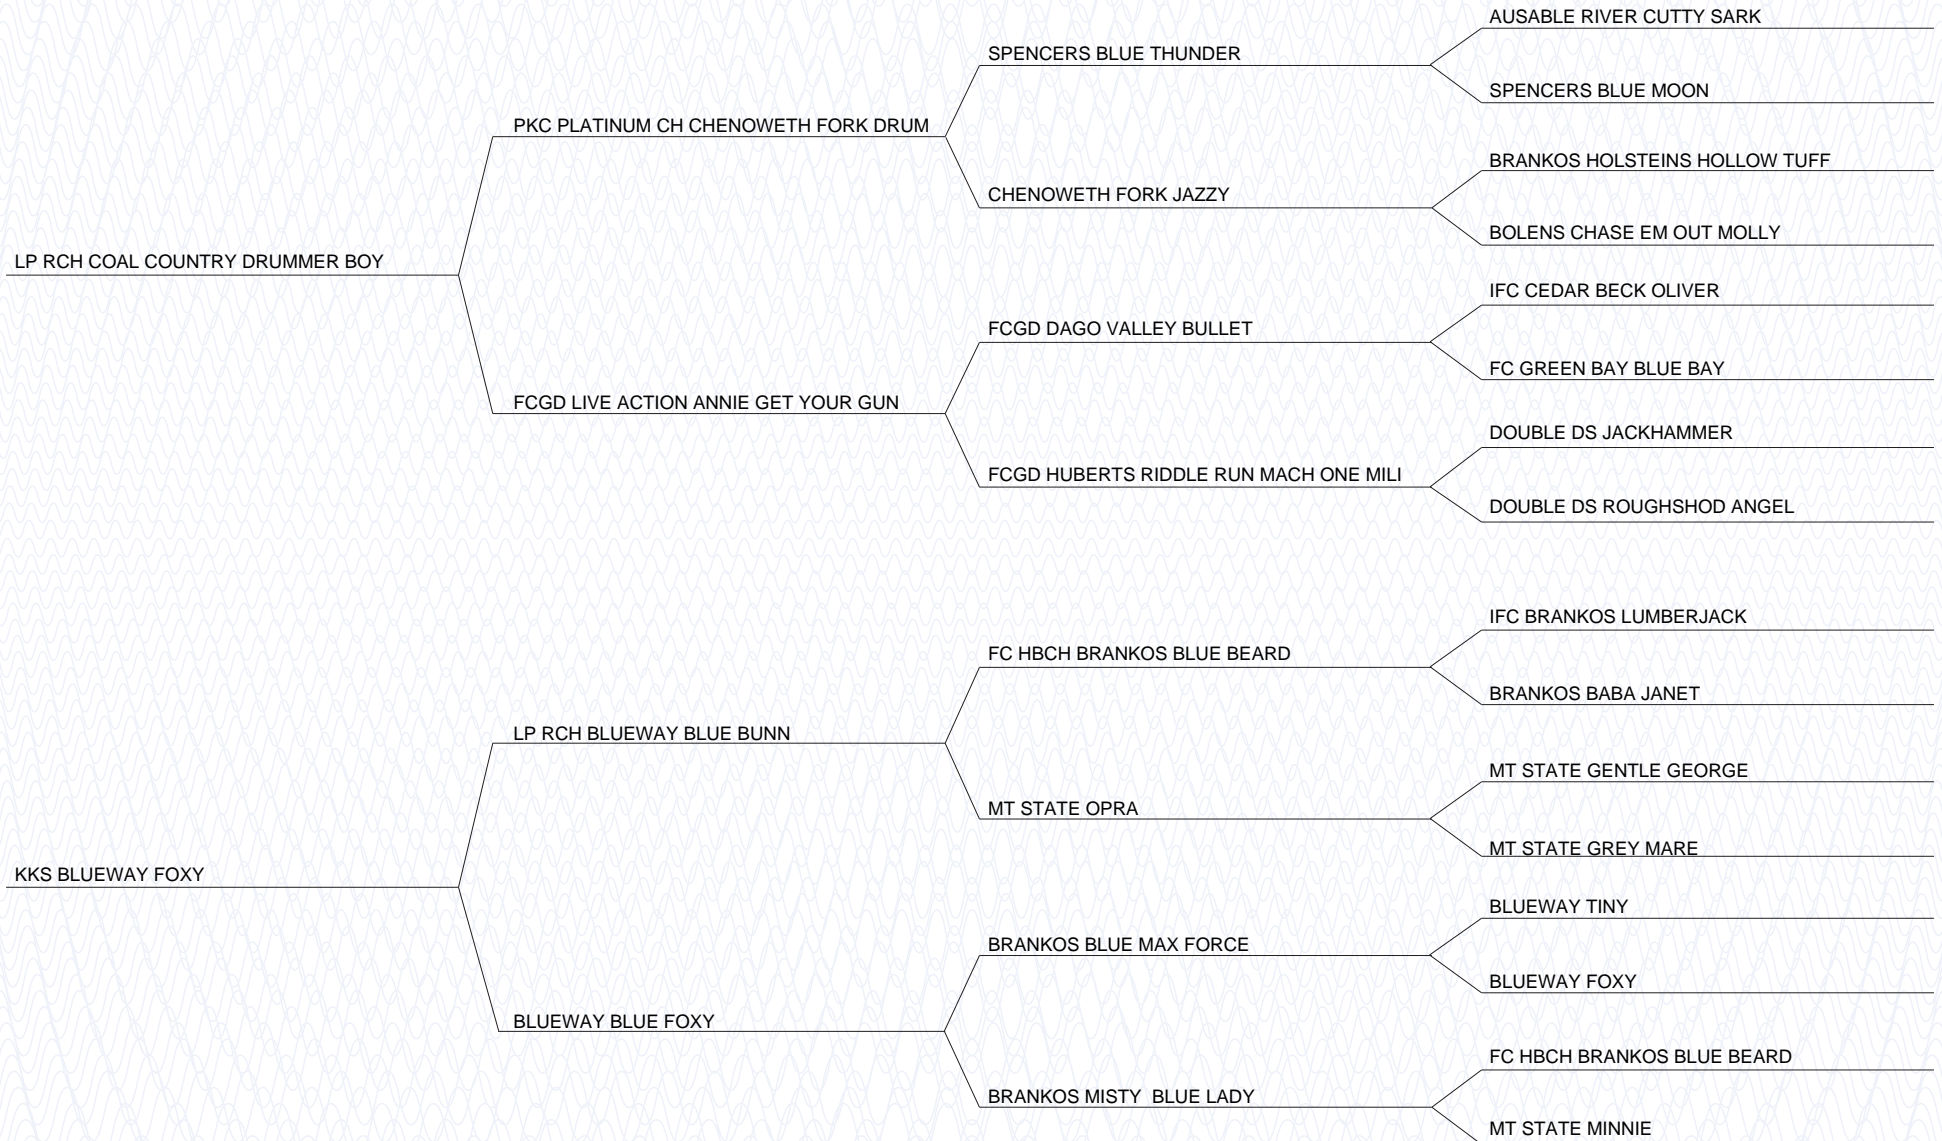 AUSABLE RIVER CUTTY SARK
SPENCERS BLUE THUNDER
SPENCERS BLUE MOON
PKC PLATINUM CH CHENOWETH FORK DRUM
BRANKOS HOLSTEINS HOLLOW TUFF
CHENOWETH FORK JAZZY
BOLENS CHASE EM OUT MOLLY
LP RCH COAL COUNTRY DRUMMER BOY
IFC CEDAR BECK OLIVER
FCGD DAGO VALLEY BULLET
FC GREEN BAY BLUE BAY
FCGD LIVE ACTION ANNIE GET YOUR GUN
DOUBLE DS JACKHAMMER
FCGD HUBERTS RIDDLE RUN MACH ONE MILI
DOUBLE DS ROUGHSHOD ANGEL
IFC BRANKOS LUMBERJACK
FC HBCH BRANKOS BLUE BEARD
BRANKOS BABA JANET
LP RCH BLUEWAY BLUE BUNN
MT STATE GENTLE GEORGE
MT STATE OPRA
MT STATE GREY MARE
KKS BLUEWAY FOXY
BLUEWAY TINY
BRANKOS BLUE MAX FORCE
BLUEWAY FOXY
BLUEWAY BLUE FOXY
FC HBCH BRANKOS BLUE BEARD
BRANKOS MISTY  BLUE LADY
MT STATE MINNIE